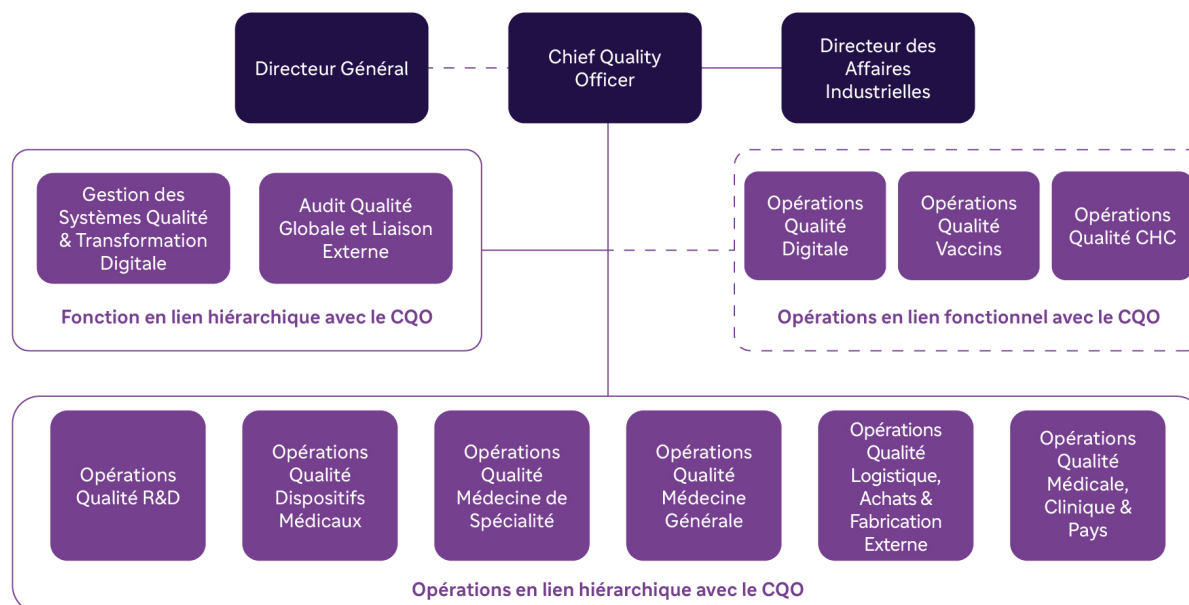 Directeur Général
Chief Quality
Officer
Directeur des
Affaires
Industrielles
Gestion des
Systèmes Qualité
& Transformation
Digitale
Audit Qualité
Globale et Liaison
Externe
Fonction en lien hiérarchique avec le CQO
Opérations
Qualité
Digitale
Opérations
Qualité
Vaccins
Opérations
Qualité CHC
Opérations en lien fonctionnel avec le CQO
Opérations
Qualité R&D
Opérations
Qualité
Dispositifs
Médicaux
Opérations
Qualité
Médecine de
Spécialité
Opérations
Qualité
Médecine
Générale
Opérations
Qualité
Logistique,
Achats &
Fabrication
Externe
Opérations
Qualité
Médicale,
Clinique &
Pays
Opérations en lien hiérarchique avec le CQO